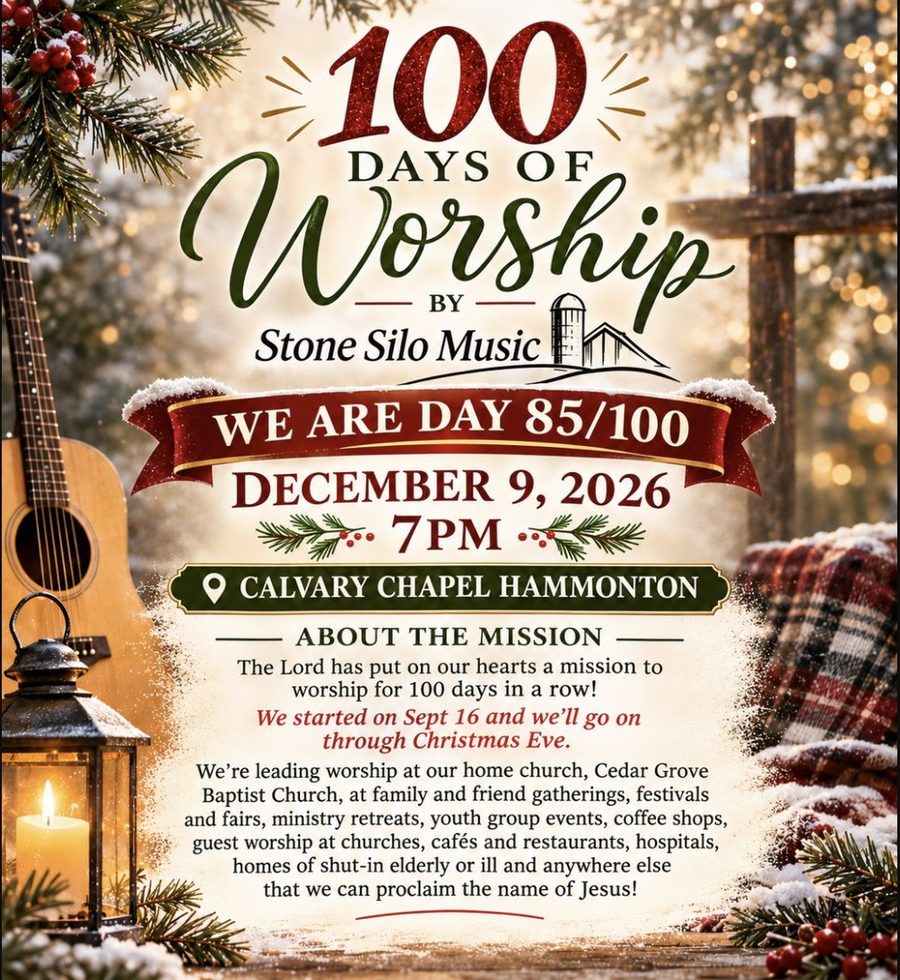 100
DAYS OF
Worship
BY
Stone Silo Music
WE ARE DAY 85/100
DECEMBER 9, 2026
7PM
CALVARY CHAPEL HAMMONTON
ABOUT THE MISSION
The Lord has put on our hearts a mission to
worship for 100 days in a row!
We started on Sept 16 and we'll go on
through Christmas Eve.
We're leading worship at our home church, Cedar Grove
Baptist Church, at family and friend gatherings, festivals
and fairs, ministry retreats, youth group events, coffee shops,
guest worship at churches, cafés and restaurants, hospitals,
homes of shut-in elderly or ill and anywhere else
that we can proclaim the name of Jesus!